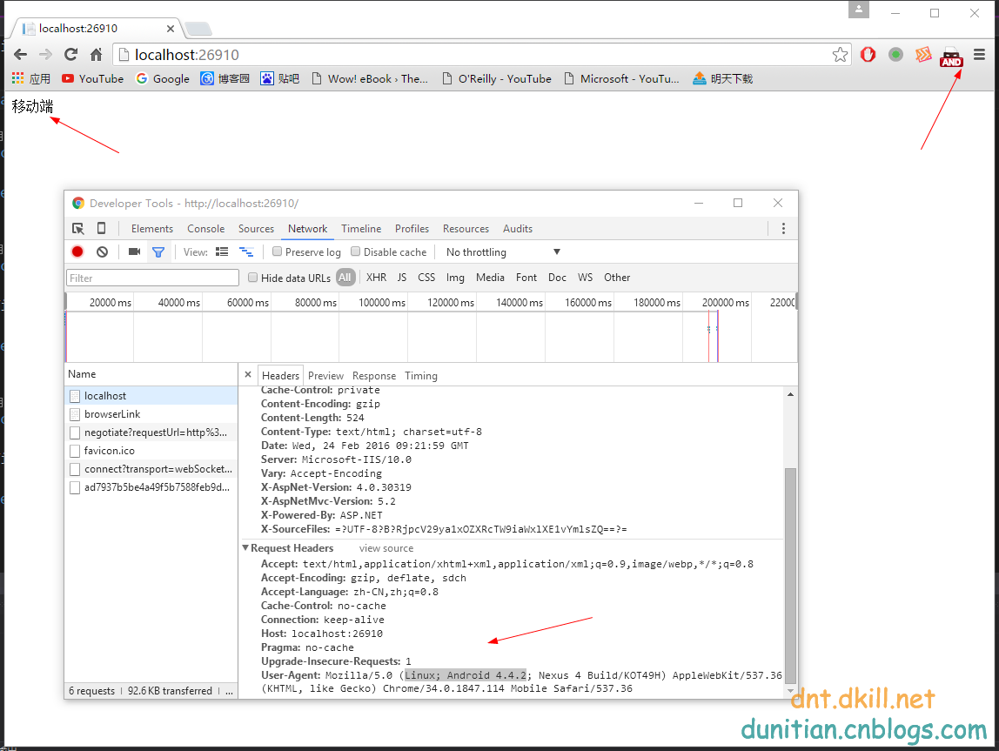 localhost:26910
localhost:26910
AND
应用 YouTube Google 博客园 贴吧 Wow! eBook › The... O'Reilly - YouTube Microsoft - YouTu... 明天下载
移动端
Developer Tools - http://localhost:26910/
Elements Console Sources Network Timeline Profiles Resources Audits
View: Preserve log Disable cache No throttling
Filter Hide data URLs All XHR JS CSS Img Media Font Doc WS Other
20000 ms 40000 ms 60000 ms 80000 ms 100000 ms 120000 ms 140000 ms 160000 ms 180000 ms 200000 ms 22000
Name
localhost
browserLink
negotiate?requestUrl=http%3...
favicon.ico
connect?transport=webSocket...
ad7937b5be4a49f5b7588feb9d...
6 requests | 92.6 KB transferred | ...
Headers Preview Response Timing
Cache-Control: private
Content-Encoding: gzip
Content-Length: 524
Content-Type: text/html; charset=utf-8
Date: Wed, 24 Feb 2016 09:21:59 GMT
Server: Microsoft-IIS/10.0
Vary: Accept-Encoding
X-AspNet-Version: 4.0.30319
X-AspNetMvc-Version: 5.2
X-Powered-By: ASP.NET
X-SourceFiles: =?UTF-8?B?RjpcV29ya1xOZXRcTW9iaWxlXE1vYmlsZQ==?=
Request Headers view source
Accept: text/html,application/xhtml+xml,application/xml;q=0.9,image/webp,*/*;q=0.8
Accept-Encoding: gzip, deflate, sdch
Accept-Language: zh-CN,zh;q=0.8
Cache-Control: no-cache
Connection: keep-alive
Host: localhost:26910
Pragma: no-cache
Upgrade-Insecure-Requests: 1
User-Agent: Mozilla/5.0 (Linux; Android 4.4.2; Nexus 4 Build/KOT49H) AppleWebKit/537.36
(KHTML, like Gecko) Chrome/34.0.1847.114 Mobile Safari/537.36
dnt.dkill.net
dunitian.cnblogs.com